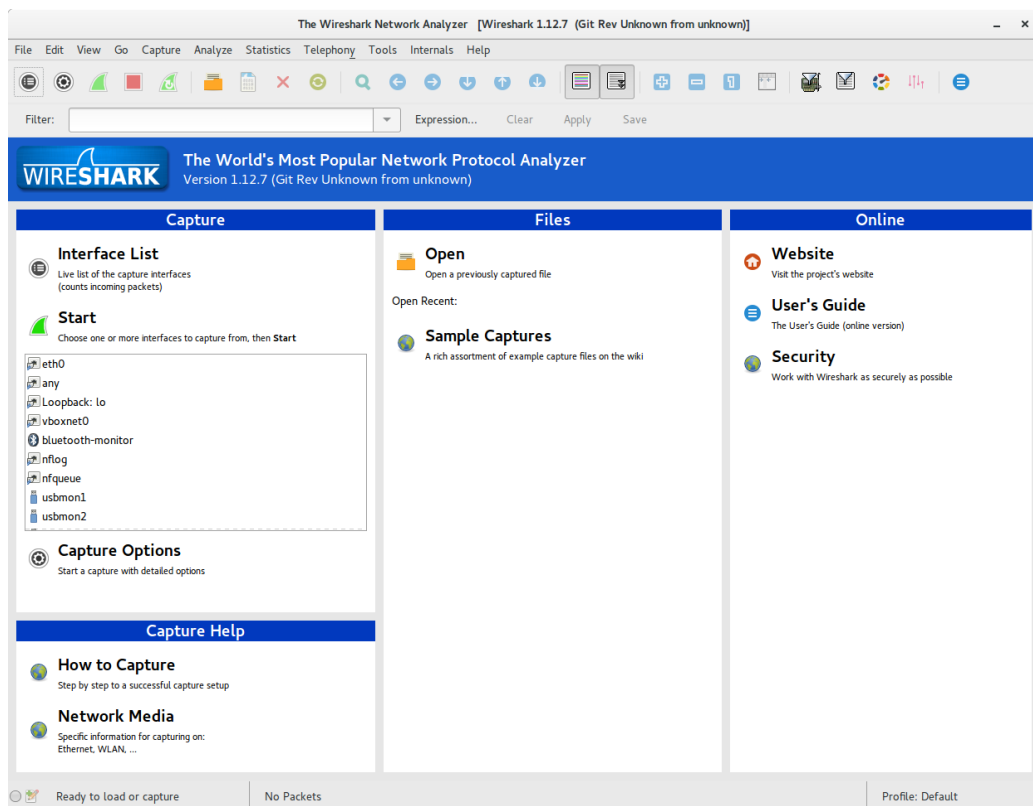 The Wireshark Network Analyzer [Wireshark 1.12.7 (Git Rev Unknown from unknown)]
File Edit View Go Capture Analyze Statistics Telephony Tools Internals Help
Filter:
Expression... Clear Apply Save
WIRESHARK
The World's Most Popular Network Protocol Analyzer
Version 1.12.7 (Git Rev Unknown from unknown)
Capture
Interface List
Live list of the capture interfaces
(counts incoming packets)
Start
Choose one or more interfaces to capture from, then Start
eth0
any
Loopback: lo
vboxnet0
bluetooth-monitor
nflog
nfqueue
usbmon1
usbmon2
Capture Options
Start a capture with detailed options
Capture Help
How to Capture
Step by step to a successful capture setup
Network Media
Specific information for capturing on:
Ethernet, WLAN, ...
Files
Open
Open a previously captured file
Open Recent:
Sample Captures
A rich assortment of example capture files on the wiki
Online
Website
Visit the project's website
User's Guide
The User's Guide (online version)
Security
Work with Wireshark as securely as possible
Ready to load or capture
No Packets
Profile: Default